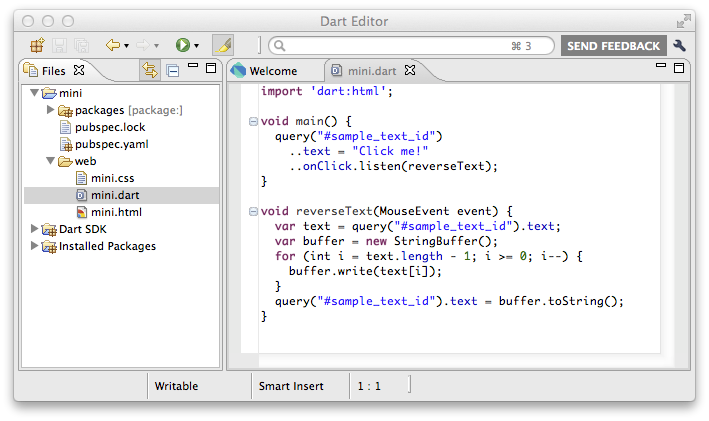 Dart Editor
⌘ 3
SEND FEEDBACK
Files
Welcome
mini.dart
mini
packages [package:]
pubspec.lock
pubspec.yaml
web
mini.css
mini.dart
mini.html
Dart SDK
Installed Packages
import 'dart:html';
void main() {
query("#sample_text_id")
..text = "Click me!"
..onClick.listen(reverseText);
}
void reverseText(MouseEvent event) {
var text = query("#sample_text_id").text;
var buffer = new StringBuffer();
for (int i = text.length - 1; i >= 0; i--) {
buffer.write(text[i]);
}
query("#sample_text_id").text = buffer.toString();
}
Writable
Smart Insert
1 : 1